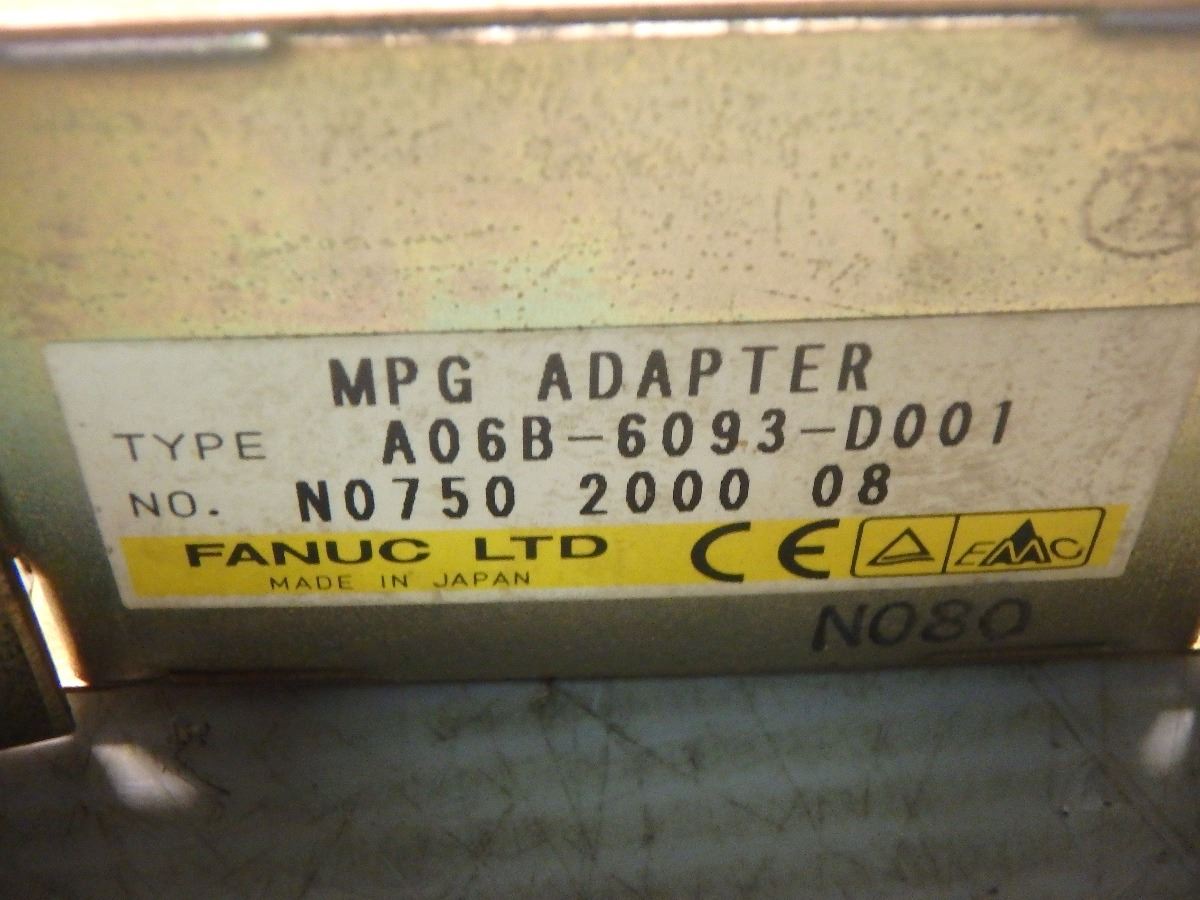 MPG ADAPTER
TYPE A06B-6093-D001
NO. N0750 2000 08
FANUC LTD CE EMC
MADE IN JAPAN
N080